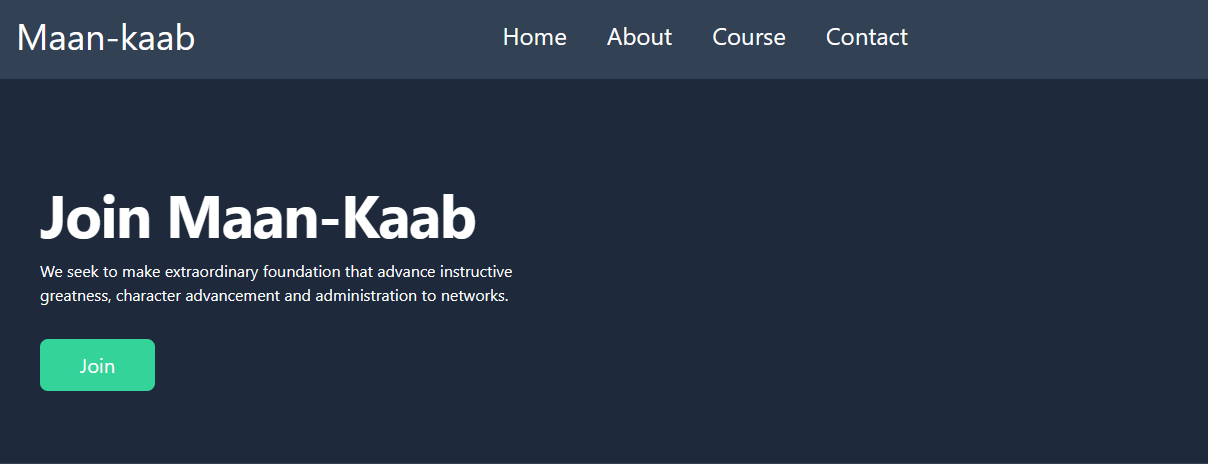 Maan-kaab
Home About Course Contact
Join Maan-Kaab
We seek to make extraordinary foundation that advance instructive
greatness, character advancement and administration to networks.
Join